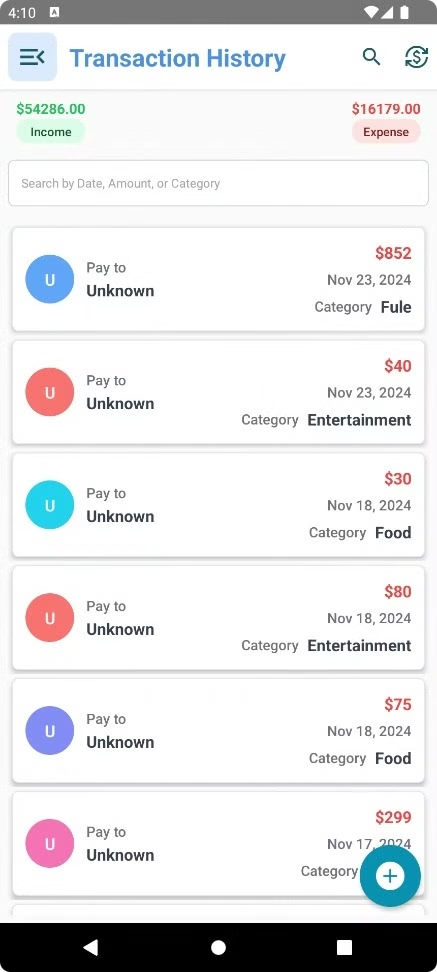 4:10 A
Transaction History
$54286.00 $16179.00
Income Expense
Search by Date, Amount, or Category
$852
Pay to
Nov 23, 2024
U
Unknown
Category Fule
$40
Pay to
Nov 23, 2024
U
Unknown
Category Entertainment
$30
Pay to
Nov 18, 2024
U
Unknown
Category Food
$80
Pay to
Nov 18, 2024
U
Unknown
Category Entertainment
$75
Pay to
Nov 18, 2024
U
Unknown
Category Food
$299
Pay to
Nov 17, 2024
U
Unknown
Category